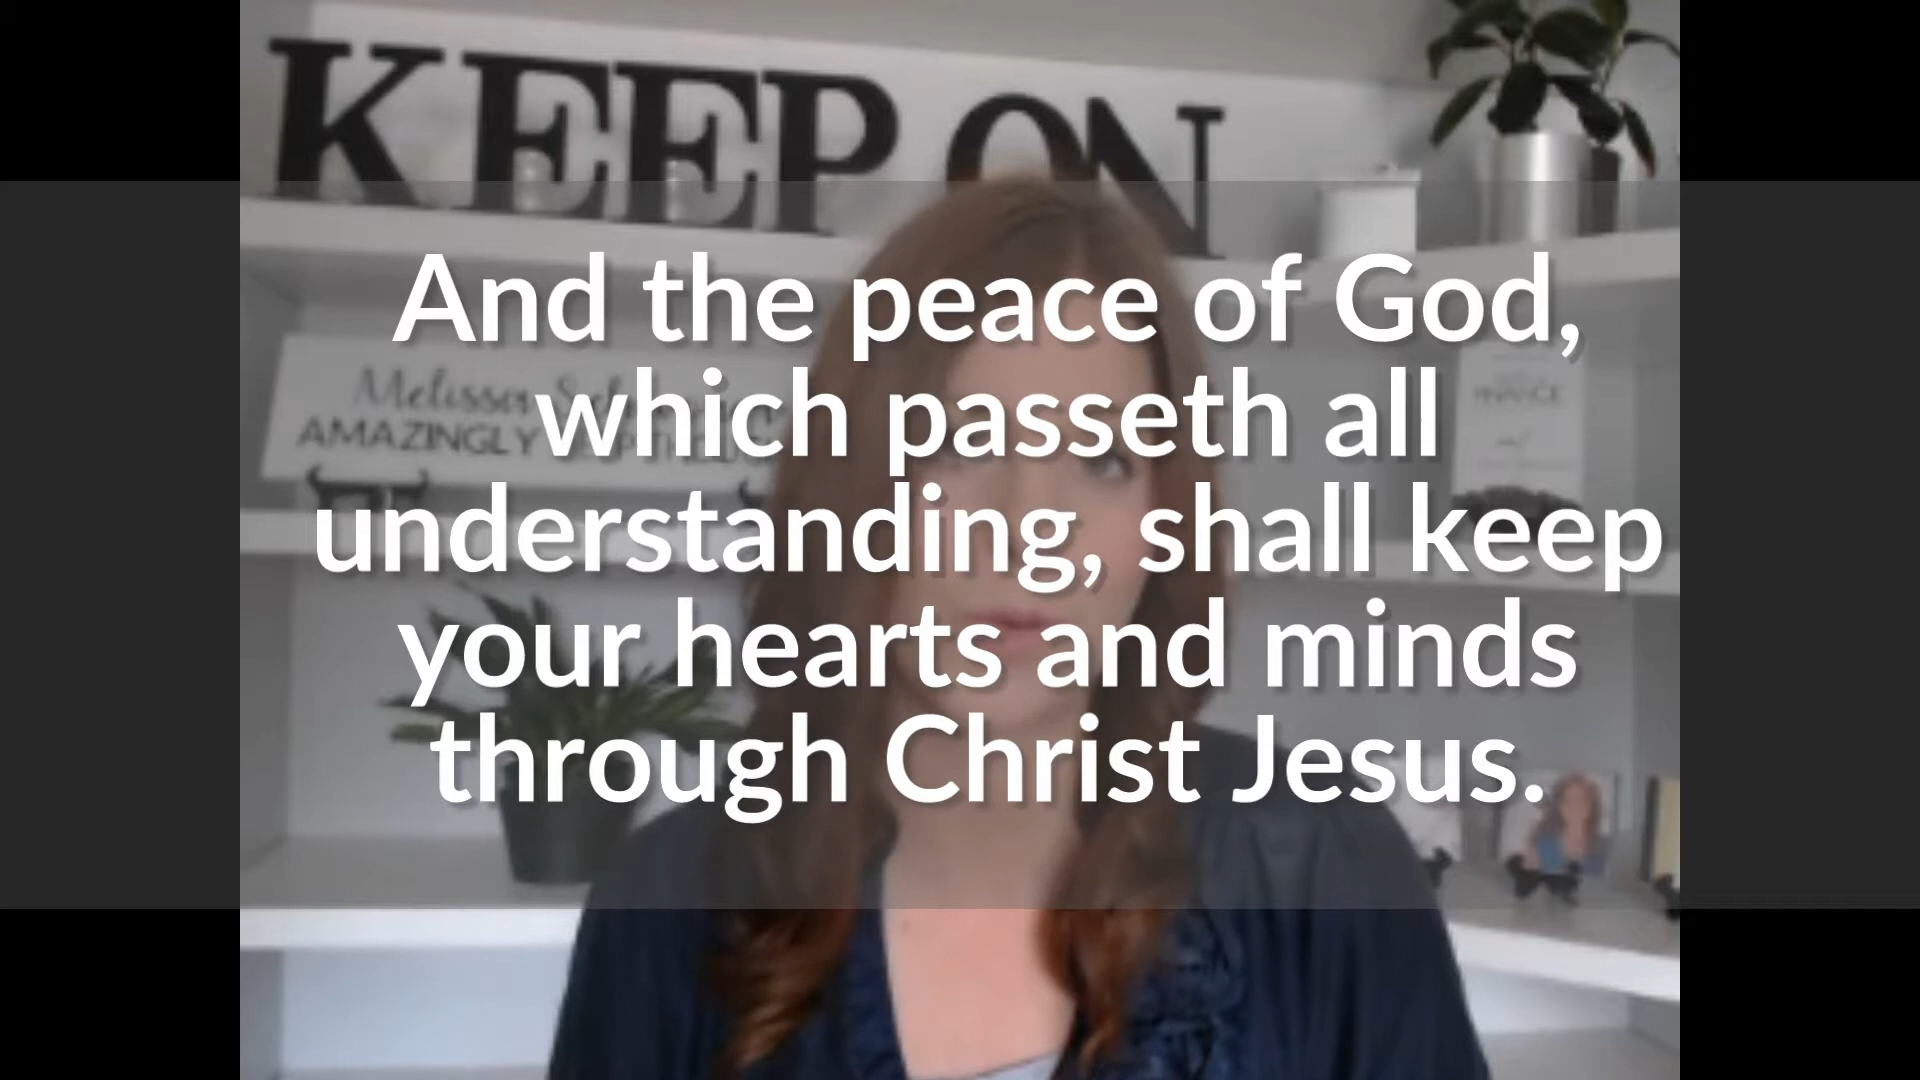 KEEP ON
And the peace of God,
which passeth all
Melissa
AMAZINGLY
understanding, shall keep
your hearts and minds
through Christ Jesus.